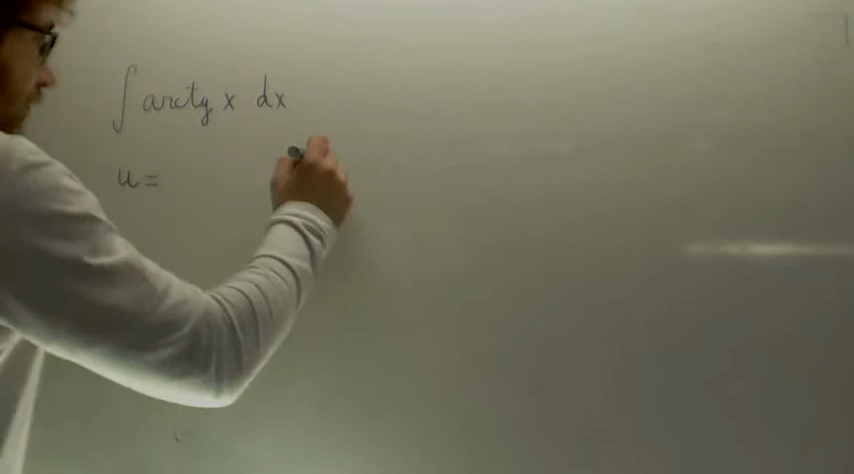 ∫ arctg x dx
u =